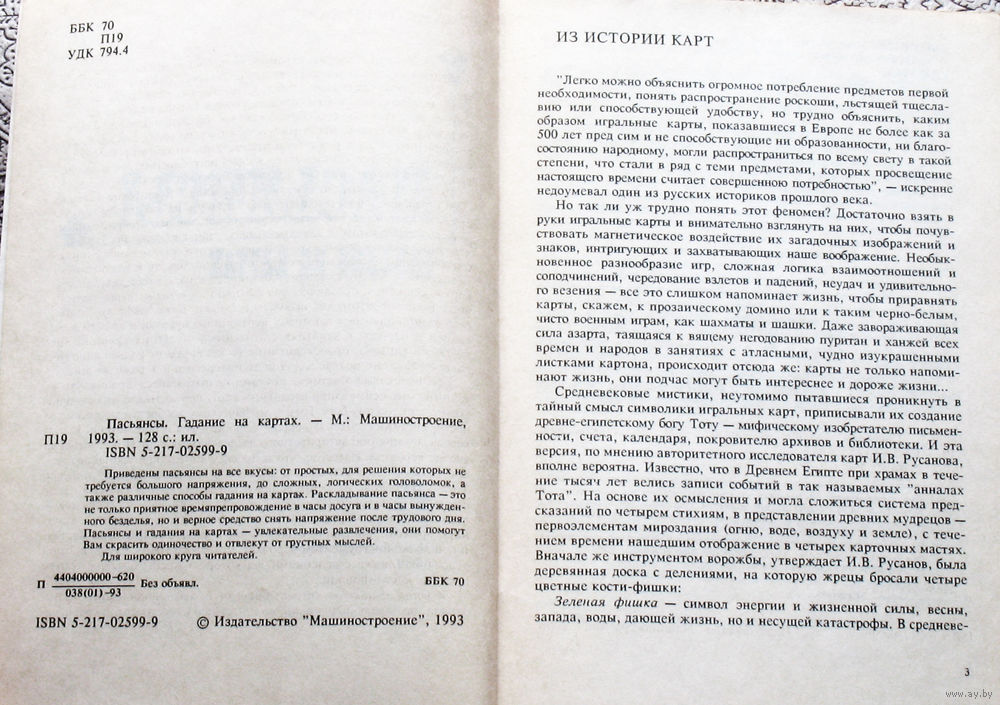 ББК 70
П19
УДК 794.4
Пасьянсы. Гадание на картах. — М.: Машиностроение,
П19 1993. — 128 с.: ил.
ISBN 5-217-02599-9
Приведены пасьянсы на все вкусы: от простых, для решения которых не
требуется большого напряжения, до сложных, логических головоломок, а
также различные способы гадания на картах. Раскладывание пасьянса — это
не только приятное времяпрепровождение в часы досуга и в часы вынужден-
ного безделья, но и верное средство снять напряжение после трудового дня.
Пасьянсы и гадания на картах — увлекательные развлечения, они помогут
Вам скрасить одиночество и отвлекут от грустных мыслей.
Для широкого круга читателей.
П 4404000000-620 Без объявл. ББК 70
038(01)-93
ISBN 5-217-02599-9 © Издательство "Машиностроение", 1993
ИЗ ИСТОРИИ КАРТ
"Легко можно объяснить огромное потребление предметов первой
необходимости, понять распространение роскоши, льстящей тщесла-
вию или способствующей удобству, но трудно объяснить, каким
образом игральные карты, показавшиеся в Европе не более как за
500 лет пред сим и не способствующие ни образованности, ни благо-
состоянию народному, могли распространиться по всему свету в такой
степени, что стали в ряд с теми предметами, которых просвещение
настоящего времени считает совершенною потребностью", — искренне
недоумевал один из русских историков прошлого века.
Но так ли уж трудно понять этот феномен? Достаточно взять в
руки игральные карты и внимательно взглянуть на них, чтобы почув-
ствовать магнетическое воздействие их загадочных изображений и
знаков, интригующих и захватывающих наше воображение. Необык-
новенное разнообразие игр, сложная логика взаимоотношений и
соподчинений, чередование взлетов и падений, неудач и удивительно-
го везения — все это слишком напоминает жизнь, чтобы приравнять
карты, скажем, к прозаическому домино или к таким черно-белым,
чисто военным играм, как шахматы и шашки. Даже завораживающая
сила азарта, таящаяся к вящему негодованию пуритан и ханжей всех
времен и народов в занятиях с атласными, чудно изукрашенными
листками картона, происходит отсюда же: карты не только напоми-
нают жизнь, они подчас могут быть интереснее и дороже жизни...
Средневековые мистики, неутомимо пытавшиеся проникнуть в
тайный смысл символики игральных карт, приписывали их создание
древне-египетскому богу Тоту — мифическому изобретателю письмен-
ности, счета, календаря, покровителю архивов и библиотеки. И эта
версия, по мнению авторитетного исследователя карт И.В. Русанова,
вполне вероятна. Известно, что в Древнем Египте при храмах в тече-
ние тысяч лет велись записи событий в так называемых "анналах
Тота". На основе их осмысления и могла сложиться система пред-
сказаний по четырем стихиям, в представлении древних мудрецов —
первоэлементам мироздания (огню, воде, воздуху и земле), с тече-
нием времени нашедшим отображение в четырех карточных мастях.
Вначале же инструментом ворожбы, утверждает И.В. Русанов, была
деревянная доска с делениями, на которую жрецы бросали четыре
цветные кости-фишки:
Зеленая фишка — символ энергии и жизненной силы, весны,
запада, воды, дающей жизнь, но и несущей катастрофы. В средневе-
3
www.ay.by